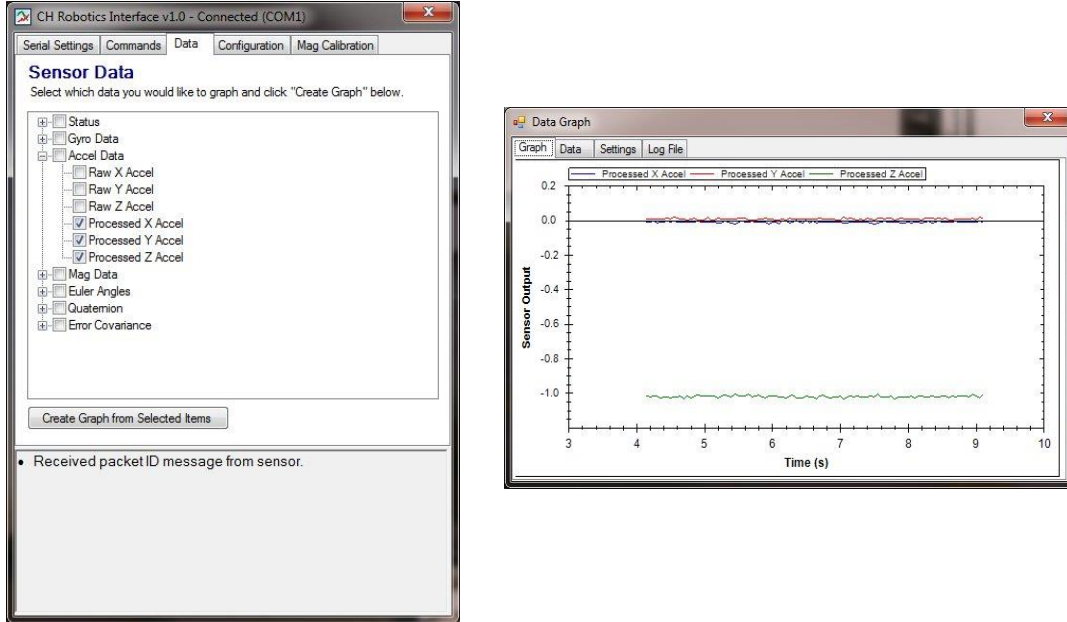 CH Robotics Interface v1.0 - Connected (COM1)
Serial Settings Commands Data Configuration Mag Calibration
Sensor Data
Select which data you would like to graph and click "Create Graph" below.
Status
Gyro Data
Accel Data
Raw X Accel
Raw Y Accel
Raw Z Accel
Processed X Accel
Processed Y Accel
Processed Z Accel
Mag Data
Euler Angles
Quaternion
Error Covariance
Create Graph from Selected Items
Received packet ID message from sensor.
Data Graph
Graph Data Settings Log File
Processed X Accel Processed Y Accel Processed Z Accel
0.2
0.0
-0.2
-0.4
-0.6
-0.8
-1.0
Sensor Output
3 4 5 6 7 8 9 10
Time (s)